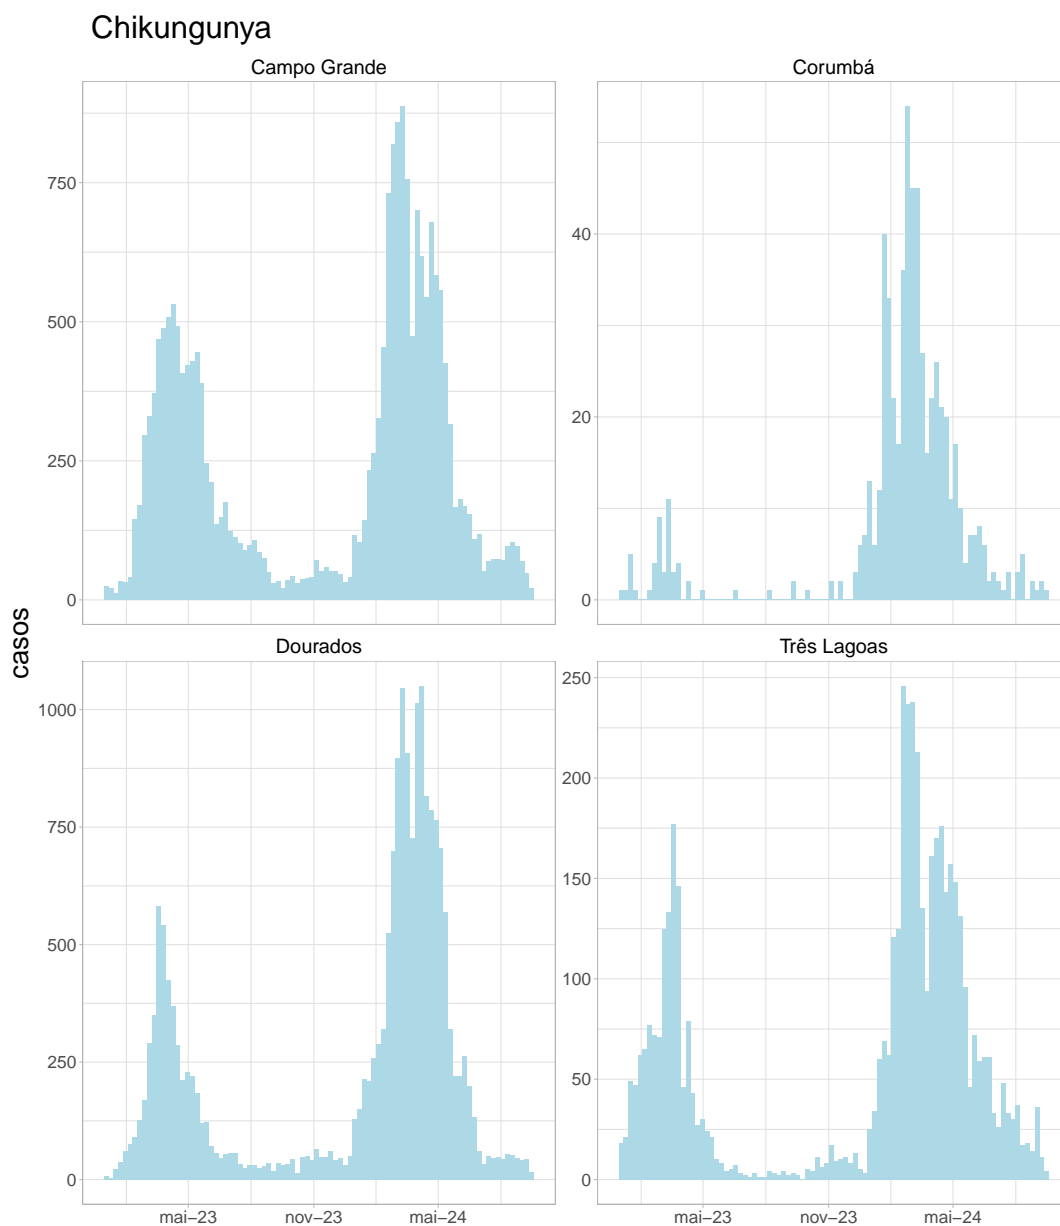 Chikungunya
Campo Grande
Corumbá
750
500
250
0
40
20
0
casos
Dourados
Três Lagoas
1000
750
500
250
0
250
200
150
100
50
0
mai–23
nov–23
mai–24
mai–23
nov–23
mai–24